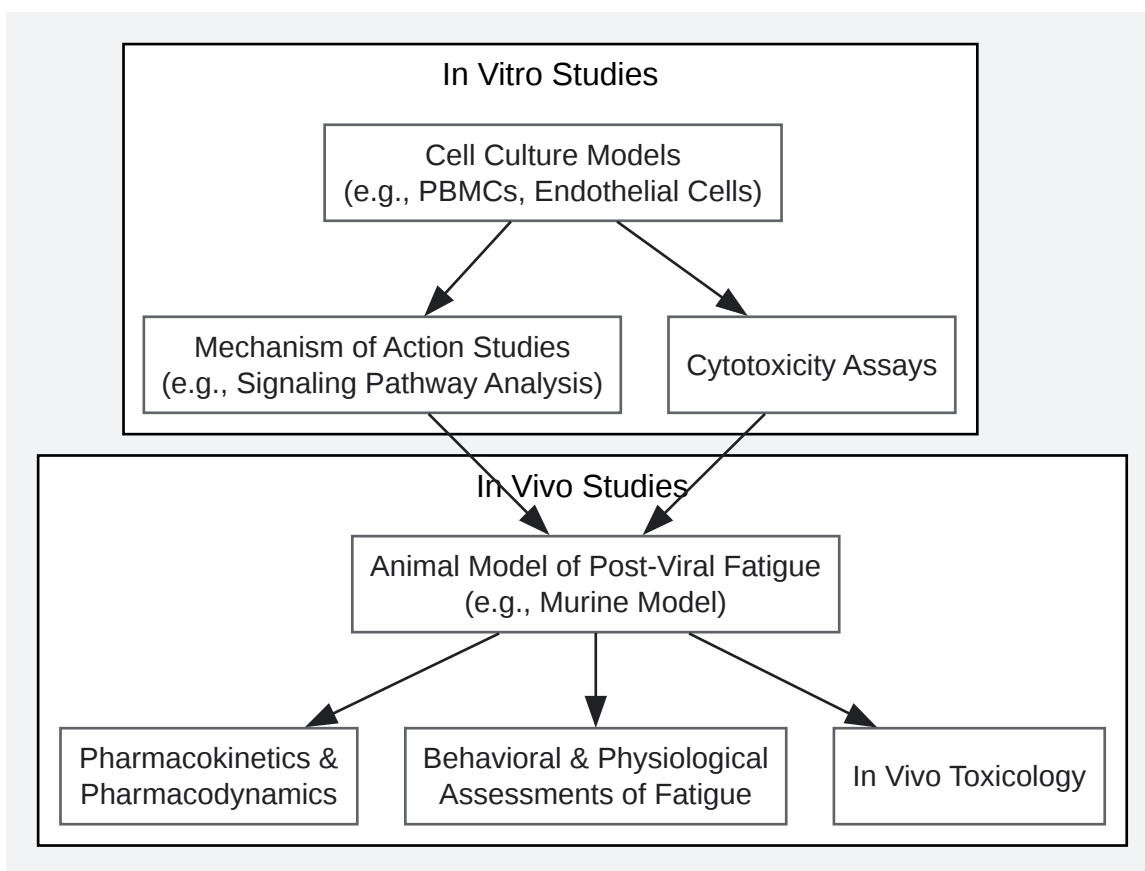 In Vitro Studies
Cell Culture Models
(e.g., PBMCs, Endothelial Cells)
Mechanism of Action Studies
(e.g., Signaling Pathway Analysis)
Cytotoxicity Assays
In Vivo Studies
Animal Model of Post-Viral Fatigue
(e.g., Murine Model)
Pharmacokinetics &
Pharmacodynamics
Behavioral & Physiological
Assessments of Fatigue
In Vivo Toxicology